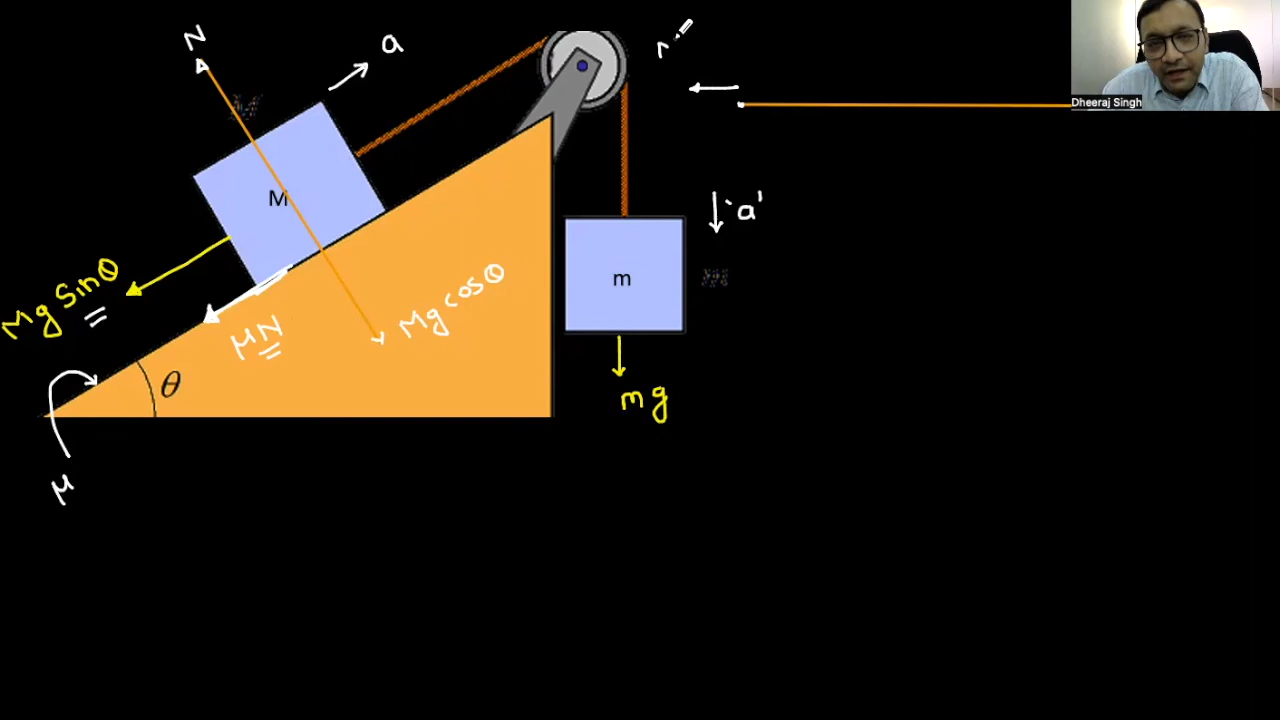 N
a
M
Mg Sinθ
μN
Mg cosθ
θ
μ
m
'a'
mg
Dheeraj Singh